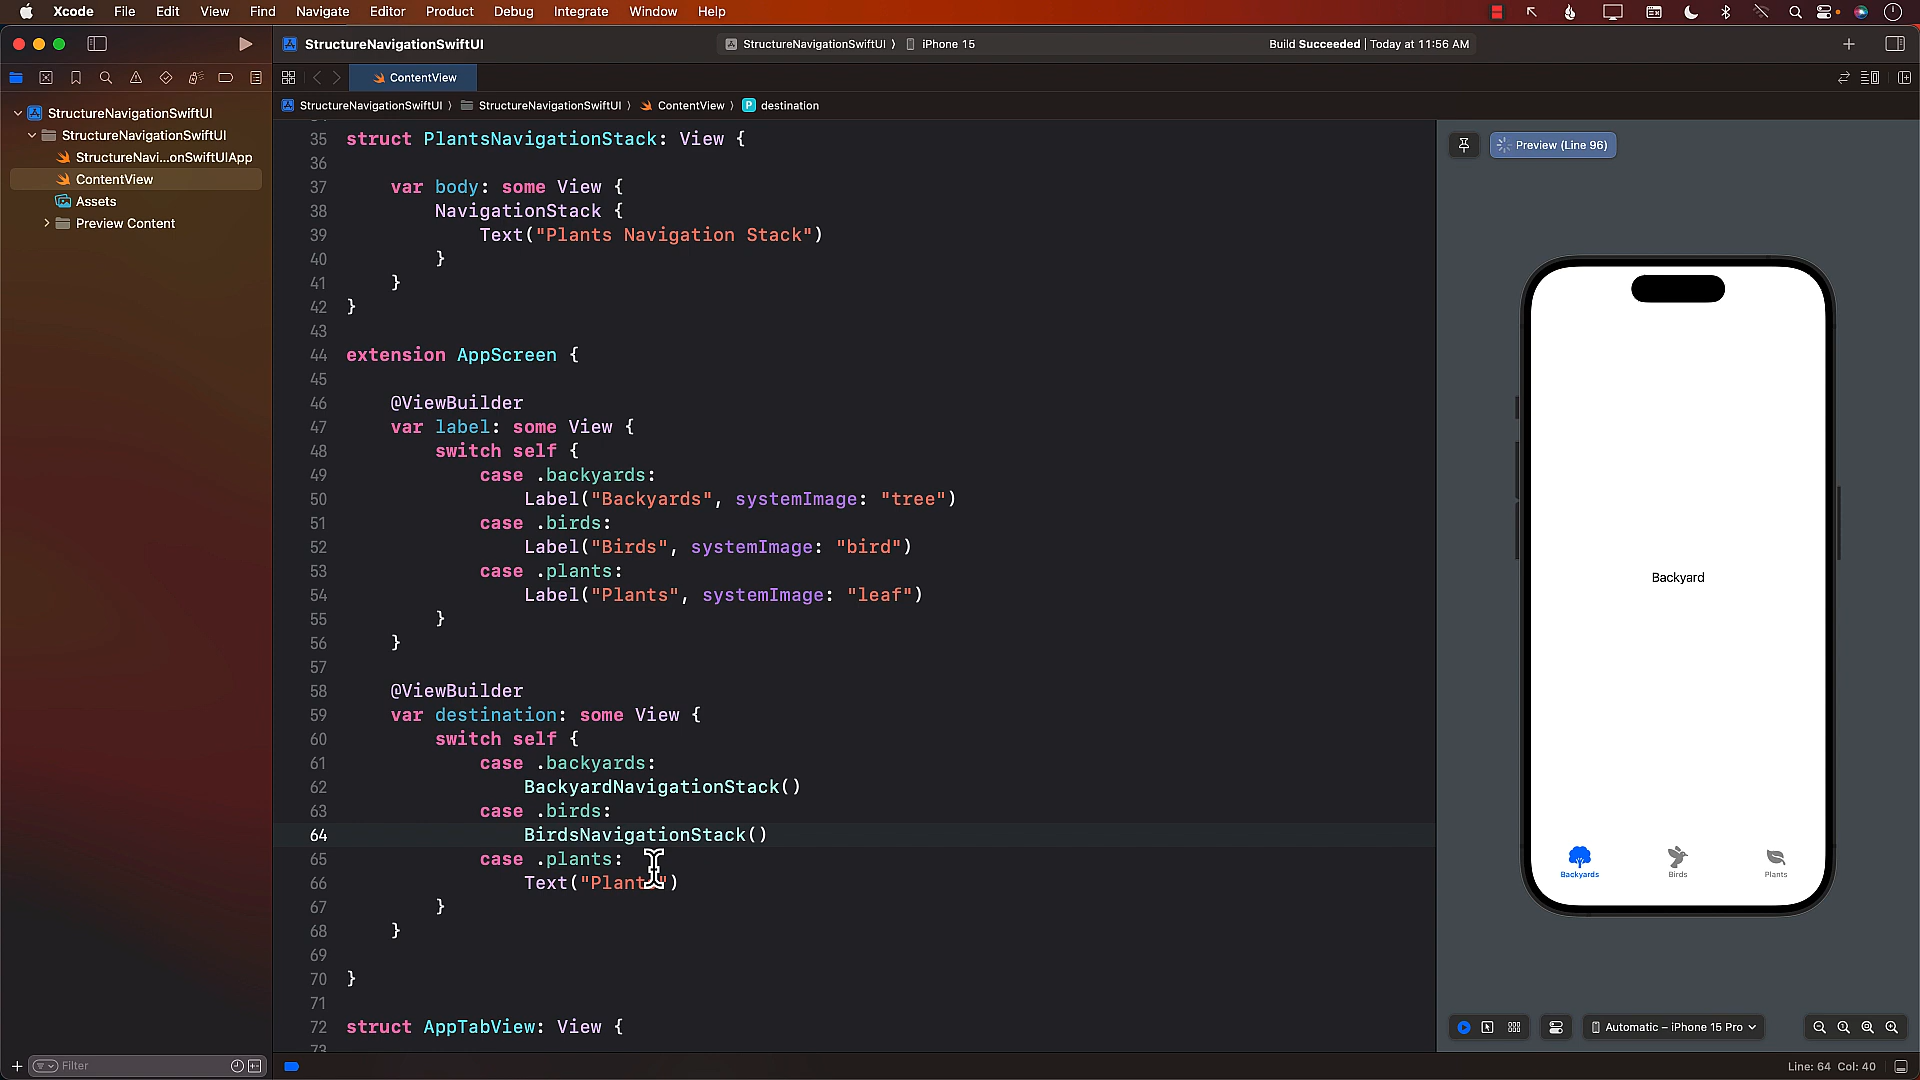 Xcode File Edit View Find Navigate Editor Product Debug Integrate Window Help
StructureNavigationSwiftUI
StructureNavigationSwiftUI ⟩ iPhone 15
Build Succeeded | Today at 11:56 AM
ContentView
StructureNavigationSwiftUI ⟩ StructureNavigationSwiftUI ⟩ ContentView ⟩ P destination
StructureNavigationSwiftUI
StructureNavigationSwiftUI
StructureNavi...onSwiftUIApp
ContentView
Assets
Preview Content
35 struct PlantsNavigationStack: View {
36
37 var body: some View {
38 NavigationStack {
39 Text("Plants Navigation Stack")
40 }
41 }
42 }
43
44 extension AppScreen {
45
46 @ViewBuilder
47 var label: some View {
48 switch self {
49 case .backyards:
50 Label("Backyards", systemImage: "tree")
51 case .birds:
52 Label("Birds", systemImage: "bird")
53 case .plants:
54 Label("Plants", systemImage: "leaf")
55 }
56 }
57
58 @ViewBuilder
59 var destination: some View {
60 switch self {
61 case .backyards:
62 BackyardNavigationStack()
63 case .birds:
64 BirdsNavigationStack()
65 case .plants:
66 Text("Plants")
67 }
68 }
69
70 }
71
72 struct AppTabView: View {
73
Preview (Line 96)
Backyard
Backyards Birds Plants
Automatic – iPhone 15 Pro
Filter
Line: 64 Col: 40